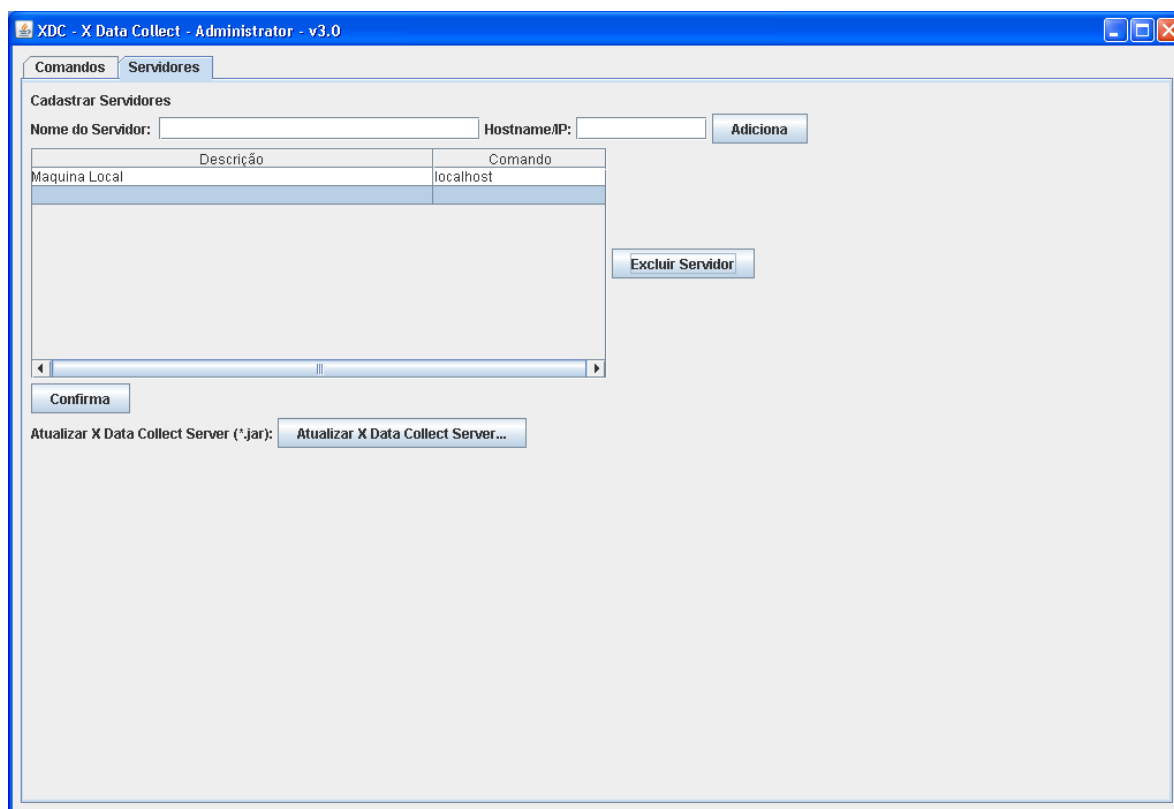 XDC - X Data Collect - Administrator - v3.0
Comandos Servidores
Cadastrar Servidores
Nome do Servidor: Hostname/IP: Adiciona
Descrição Comando
Maquina Local localhost
Excluir Servidor
Confirma
Atualizar X Data Collect Server (*.jar): Atualizar X Data Collect Server...